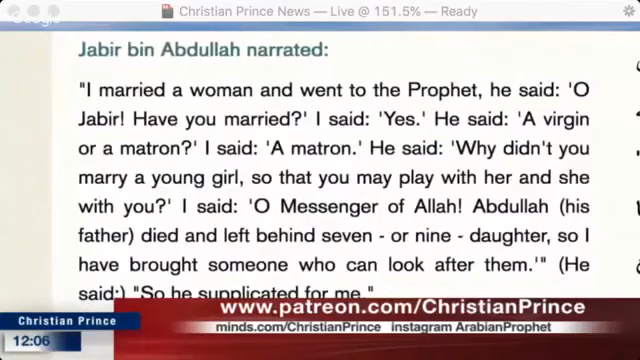 Christian Prince News — Live @ 151.5% — Ready
Google
Jabir bin Abdullah narrated:
"I married a woman and went to the Prophet, he said: 'O
Jabir! Have you married?' I said: 'Yes.' He said: 'A virgin
or a matron?' I said: 'A matron.' He said: 'Why didn't you
marry a young girl, so that you may play with her and she
with you?' I said: 'O Messenger of Allah! Abdullah (his
father) died and left behind seven - or nine - daughter, so I
have brought someone who can look after them.'" (He
said:) "So he supplicated for me."
www.patreon.com/ChristianPrince
Christian Prince
minds.com/ChristianPrince instagram ArabianProphet
12:06